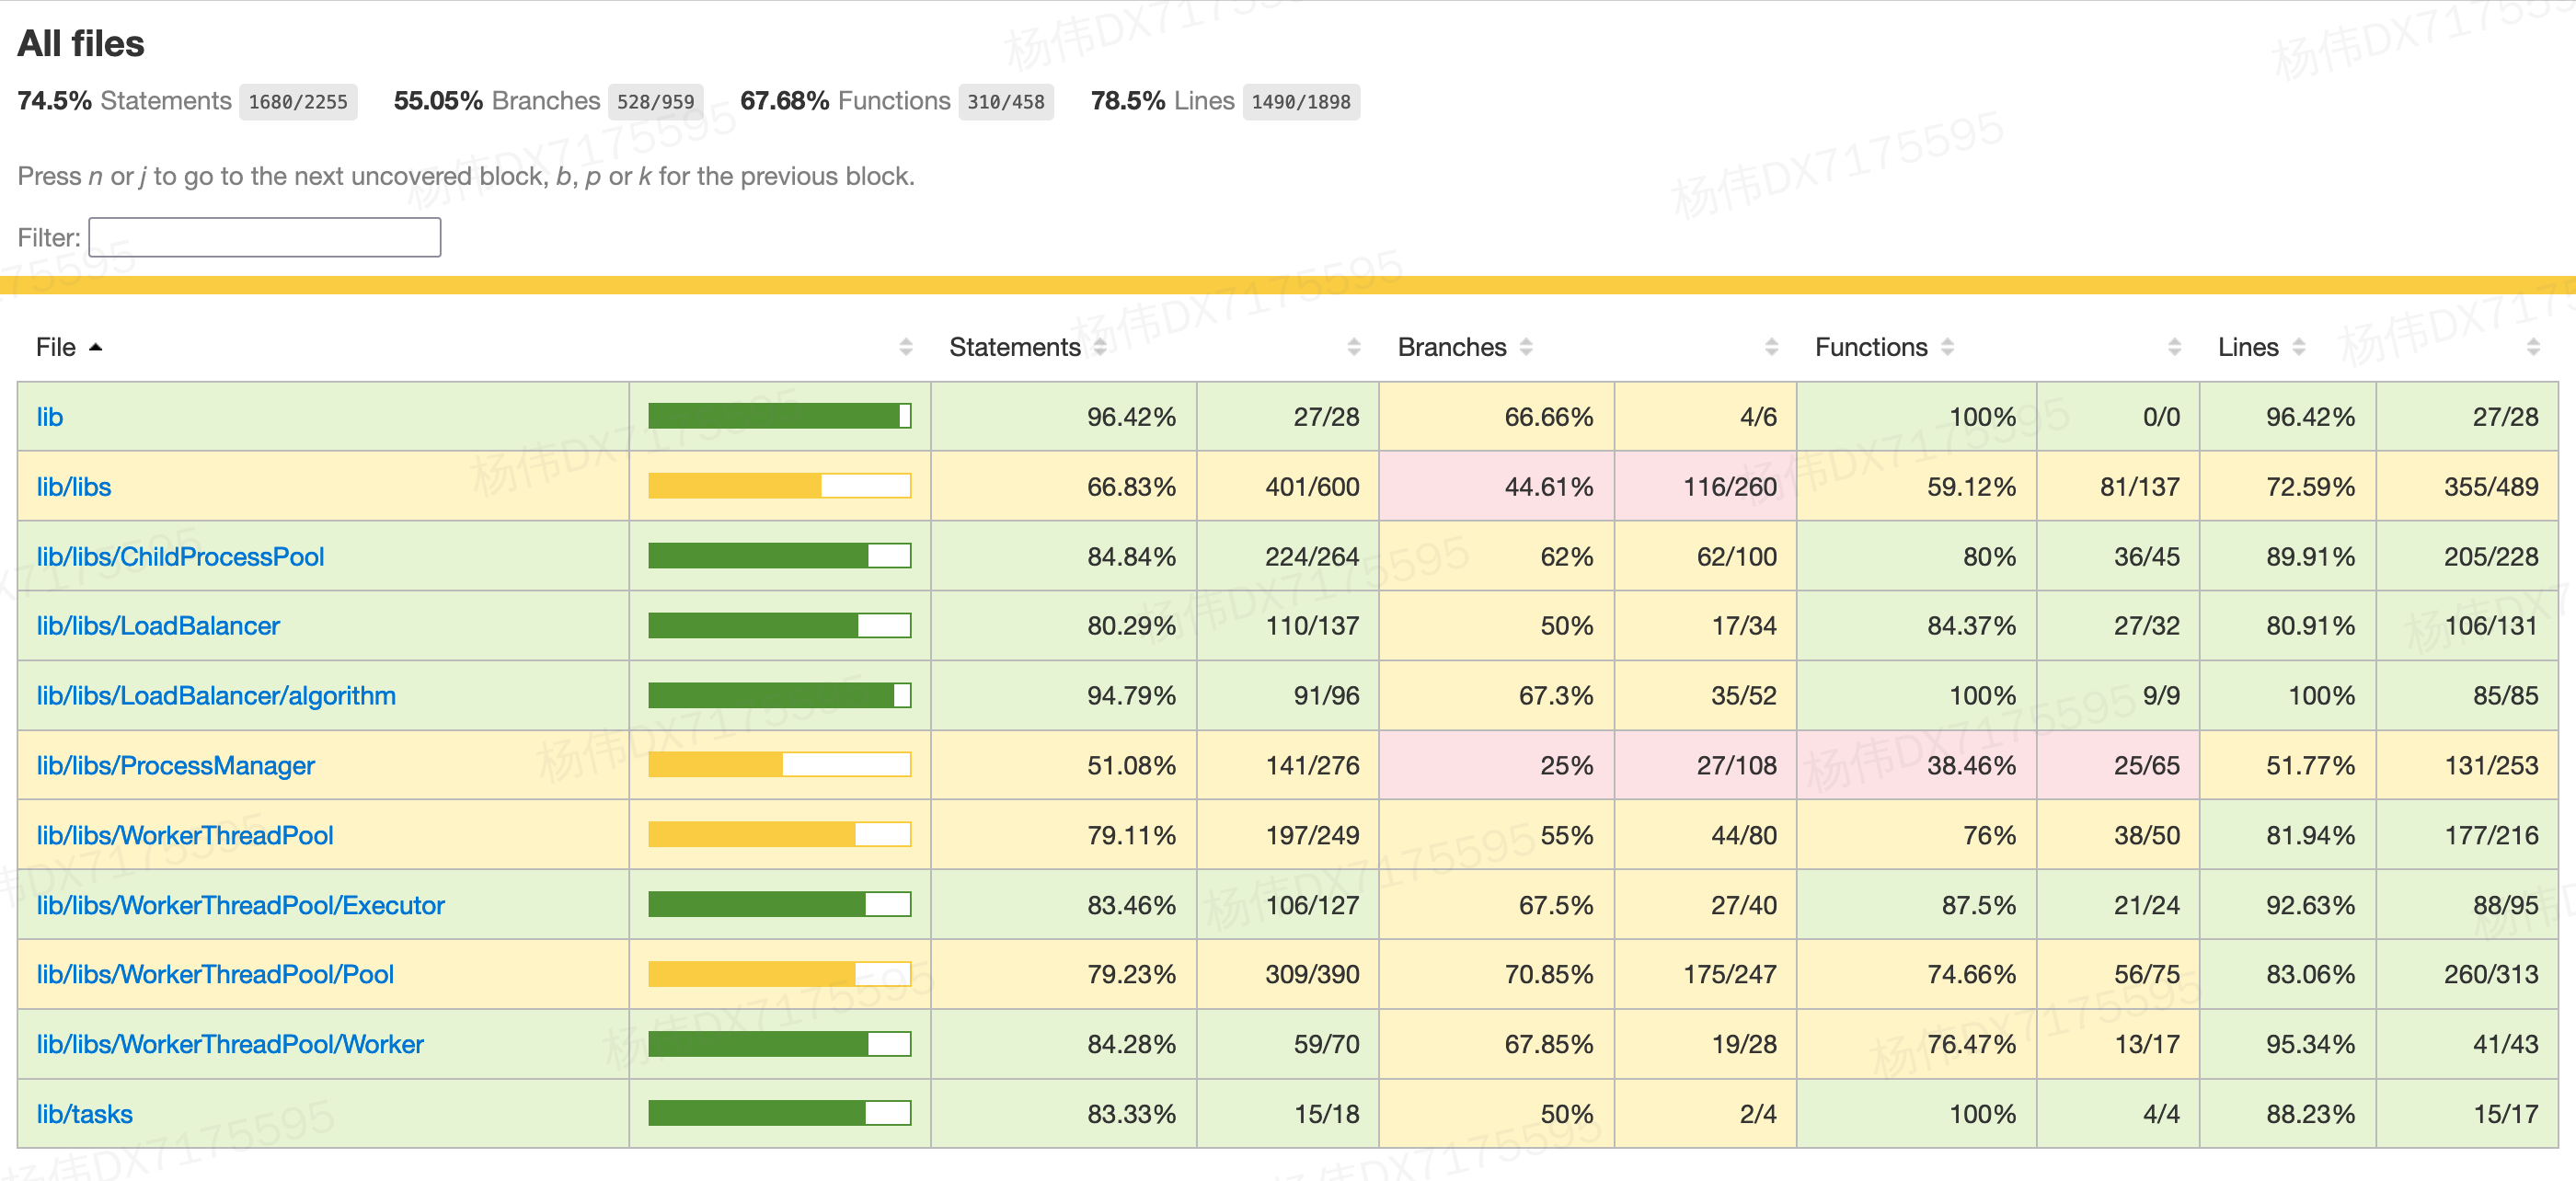 All files
74.5% Statements 1680/2255 55.05% Branches 528/959 67.68% Functions 310/458 78.5% Lines 1490/1898
Press n or j to go to the next uncovered block, b, p or k for the previous block.
Filter:
File Statements Branches Functions Lines
lib 96.42% 27/28 66.66% 4/6 100% 0/0 96.42% 27/28
lib/libs 66.83% 401/600 44.61% 116/260 59.12% 81/137 72.59% 355/489
lib/libs/ChildProcessPool 84.84% 224/264 62% 62/100 80% 36/45 89.91% 205/228
lib/libs/LoadBalancer 80.29% 110/137 50% 17/34 84.37% 27/32 80.91% 106/131
lib/libs/LoadBalancer/algorithm 94.79% 91/96 67.3% 35/52 100% 9/9 100% 85/85
lib/libs/ProcessManager 51.08% 141/276 25% 27/108 38.46% 25/65 51.77% 131/253
lib/libs/WorkerThreadPool 79.11% 197/249 55% 44/80 76% 38/50 81.94% 177/216
lib/libs/WorkerThreadPool/Executor 83.46% 106/127 67.5% 27/40 87.5% 21/24 92.63% 88/95
lib/libs/WorkerThreadPool/Pool 79.23% 309/390 70.85% 175/247 74.66% 56/75 83.06% 260/313
lib/libs/WorkerThreadPool/Worker 84.28% 59/70 67.85% 19/28 76.47% 13/17 95.34% 41/43
lib/tasks 83.33% 15/18 50% 2/4 100% 4/4 88.23% 15/17
杨伟DX7175595